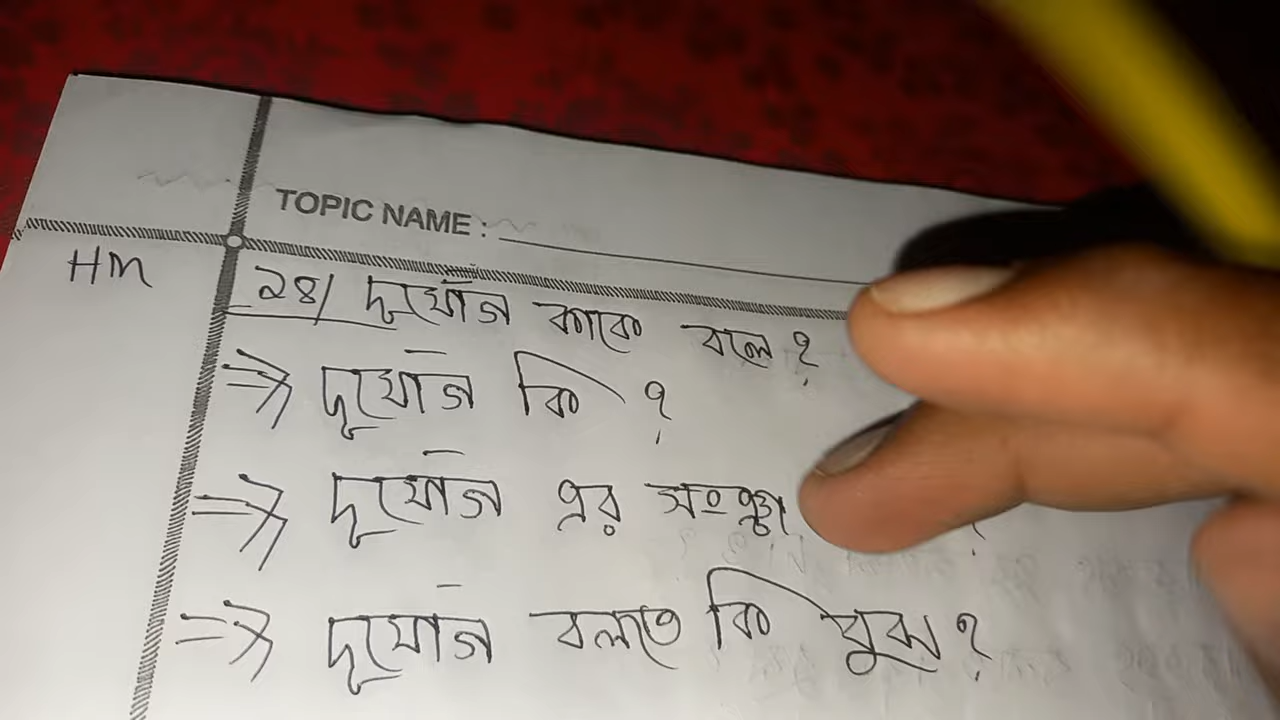 TOPIC NAME :
HM
২৪/ দূর্যোগ কাকে বলে ?
⇒ দূর্যোগ কি ?
⇒ দূর্যোগ এর সংজ্ঞা ?
⇒ দূর্যোগ বলতে কি বুঝ ?